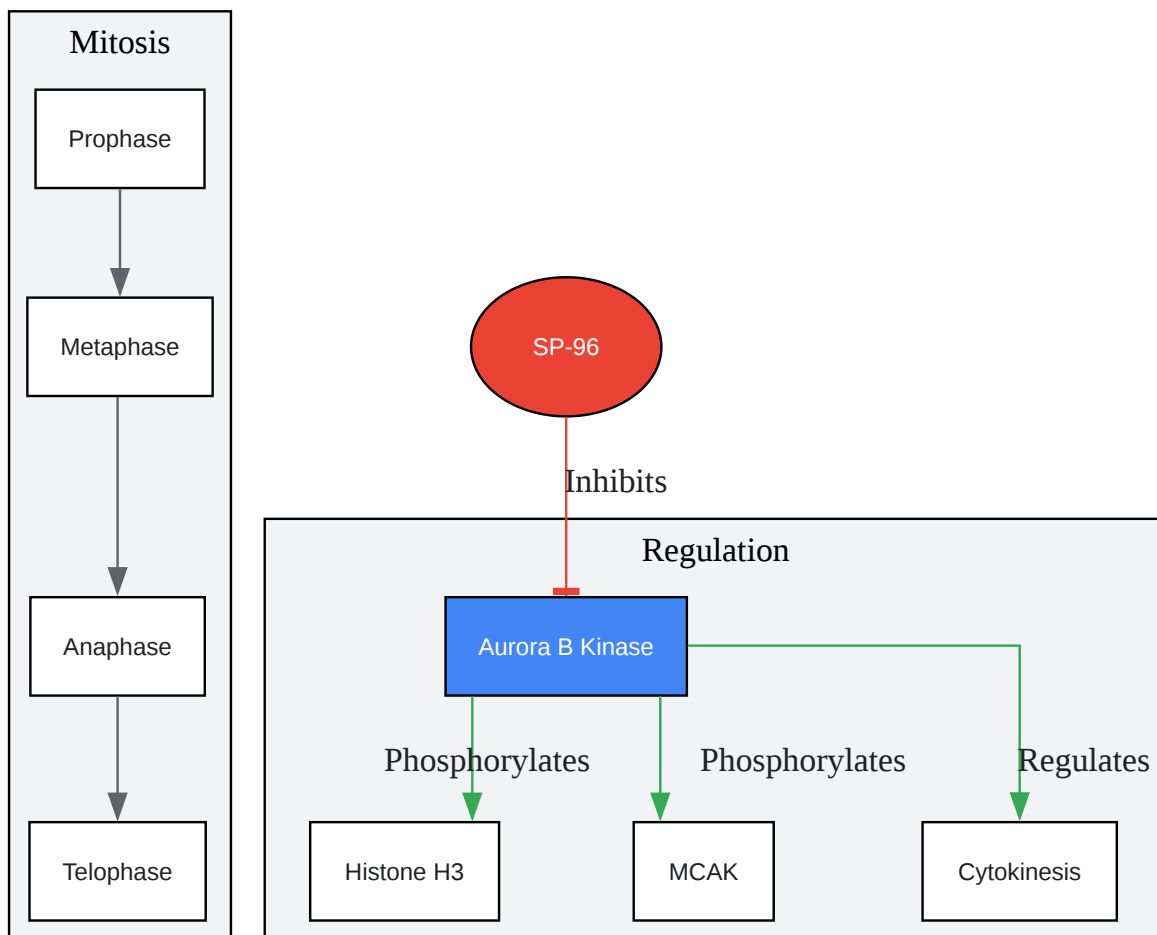 Mitosis
Prophase
Metaphase
Anaphase
Telophase
SP-96
Inhibits
Regulation
Aurora B Kinase
Phosphorylates
Phosphorylates
Regulates
Histone H3
MCAK
Cytokinesis